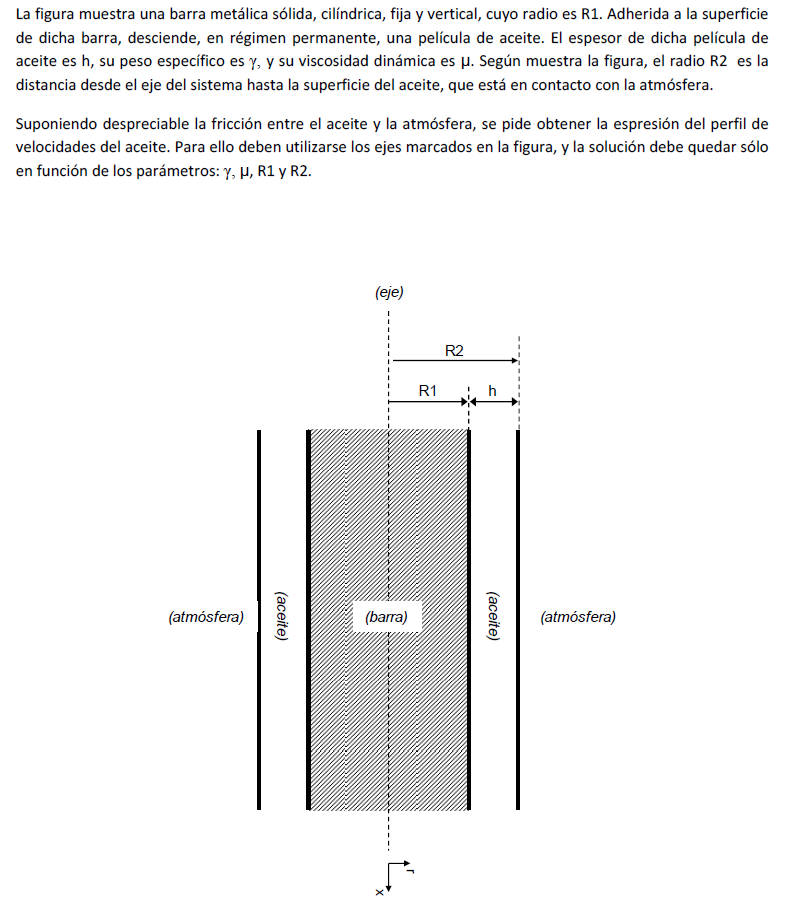 La figura muestra una barra metálica sólida, cilíndrica, fija y vertical, cuyo radio es R1. Adherida a la superficie
de dicha barra, desciende, en régimen permanente, una película de aceite. El espesor de dicha película de
aceite es h, su peso específico es γ, y su viscosidad dinámica es μ. Según muestra la figura, el radio R2 es la
distancia desde el eje del sistema hasta la superficie del aceite, que está en contacto con la atmósfera.
Suponiendo despreciable la fricción entre el aceite y la atmósfera, se pide obtener la espresión del perfil de
velocidades del aceite. Para ello deben utilizarse los ejes marcados en la figura, y la solución debe quedar sólo
en función de los parámetros: γ, μ, R1 y R2.
(eje)
R2
R1
h
(atmósfera)
(aceite)
(barra)
(aceite)
(atmósfera)
r
x